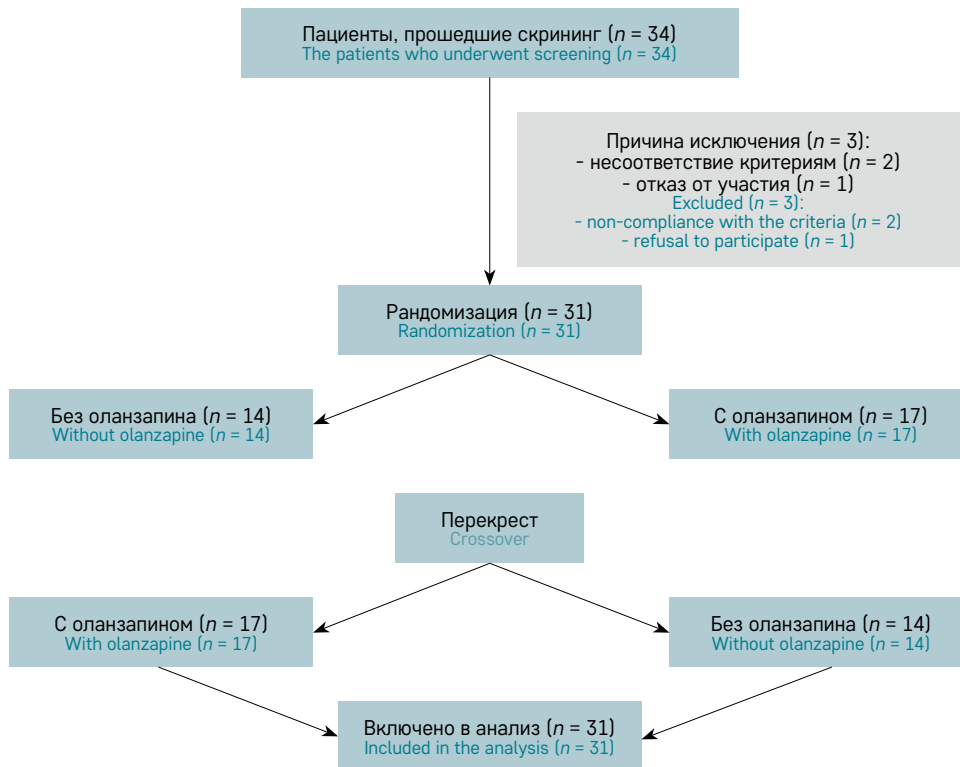 Пациенты, прошедшие скрининг (n = 34)
The patients who underwent screening (n = 34)
Причина исключения (n = 3):
- несоответствие критериям (n = 2)
- отказ от участия (n = 1)
Excluded (n = 3):
- non-compliance with the criteria (n = 2)
- refusal to participate (n = 1)
Рандомизация (n = 31)
Randomization (n = 31)
Без оланзапина (n = 14)
Without olanzapine (n = 14)
С оланзапином (n = 17)
With olanzapine (n = 17)
Перекрест
Crossover
С оланзапином (n = 17)
With olanzapine (n = 17)
Без оланзапина (n = 14)
Without olanzapine (n = 14)
Включено в анализ (n = 31)
Included in the analysis (n = 31)